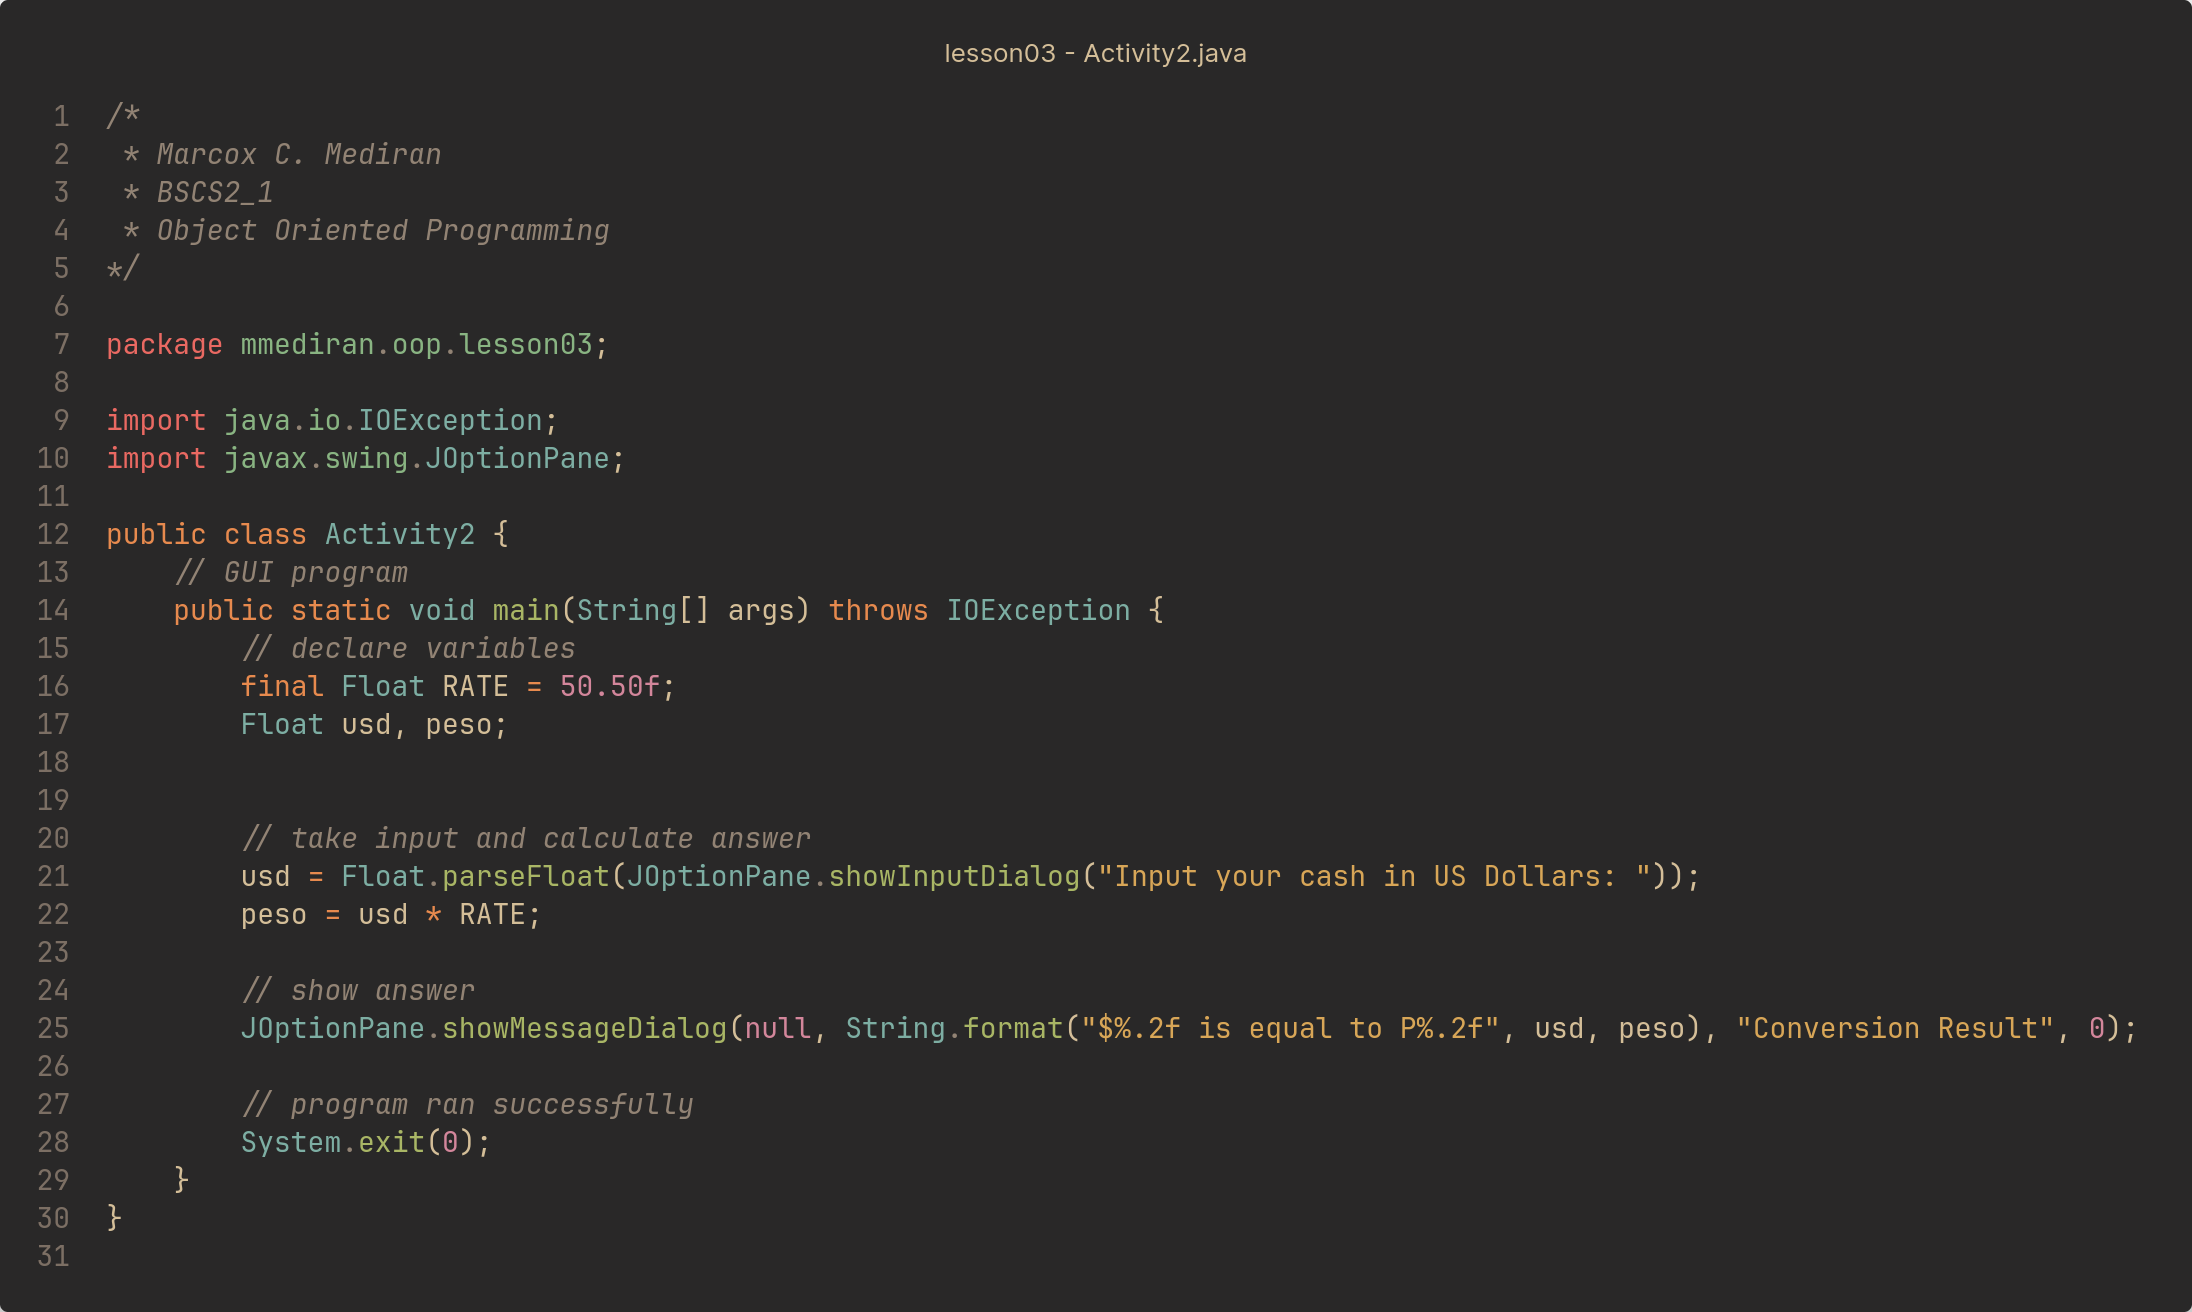 lesson03 - Activity2.java
1 /*
2  * Marcox C. Mediran
3  * BSCS2_1
4  * Object Oriented Programming
5 */
6
7 package mmediran.oop.lesson03;
8
9 import java.io.IOException;
10 import javax.swing.JOptionPane;
11
12 public class Activity2 {
13     // GUI program
14     public static void main(String[] args) throws IOException {
15         // declare variables
16         final Float RATE = 50.50f;
17         Float usd, peso;
18
19
20         // take input and calculate answer
21         usd = Float.parseFloat(JOptionPane.showInputDialog("Input your cash in US Dollars: "));
22         peso = usd * RATE;
23
24         // show answer
25         JOptionPane.showMessageDialog(null, String.format("$%.2f is equal to P%.2f", usd, peso), "Conversion Result", 0);
26
27         // program ran successfully
28         System.exit(0);
29     }
30 }
31